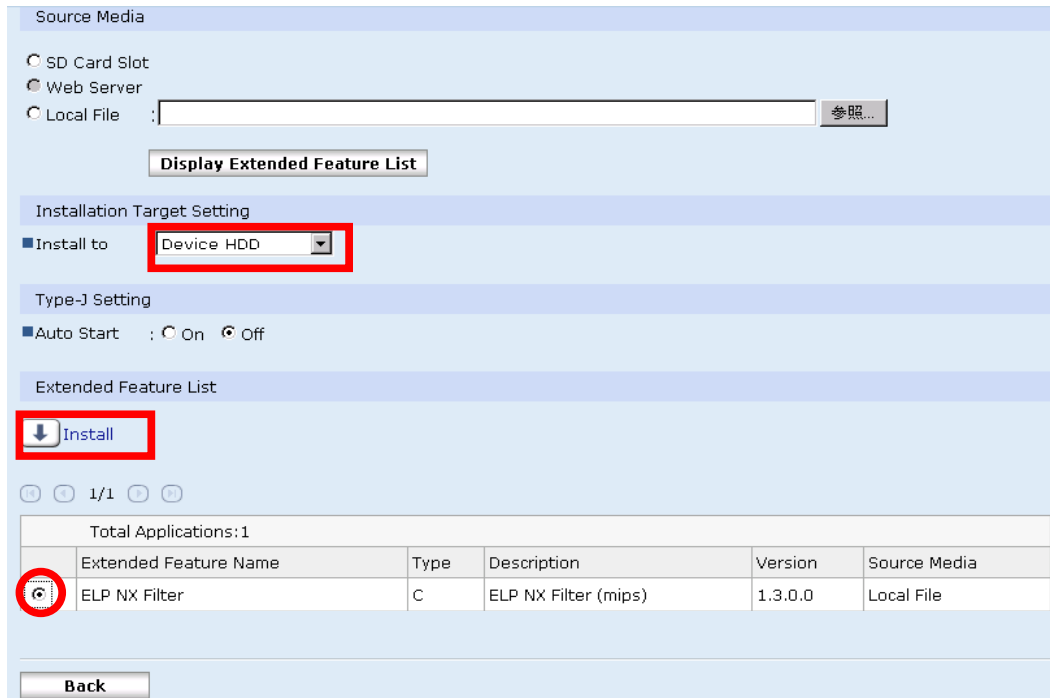 Source Media
SD Card Slot
Web Server
Local File : 参照...
Display Extended Feature List
Installation Target Setting
Install to Device HDD
Type-J Setting
Auto Start : On Off
Extended Feature List
Install
1/1
Total Applications:1
Extended Feature Name Type Description Version Source Media
ELP NX Filter C ELP NX Filter (mips) 1.3.0.0 Local File
Back